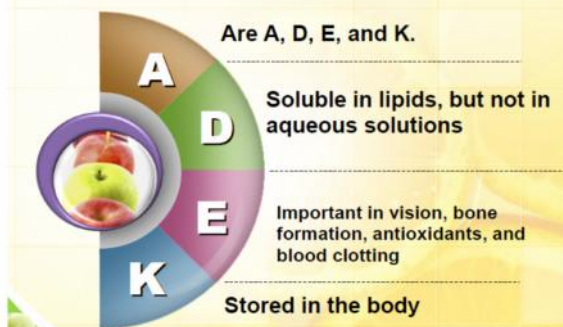 Are A, D, E, and K.
A
Soluble in lipids, but not in
aqueous solutions
D
Important in vision, bone
formation, antioxidants, and
blood clotting
E
K
Stored in the body